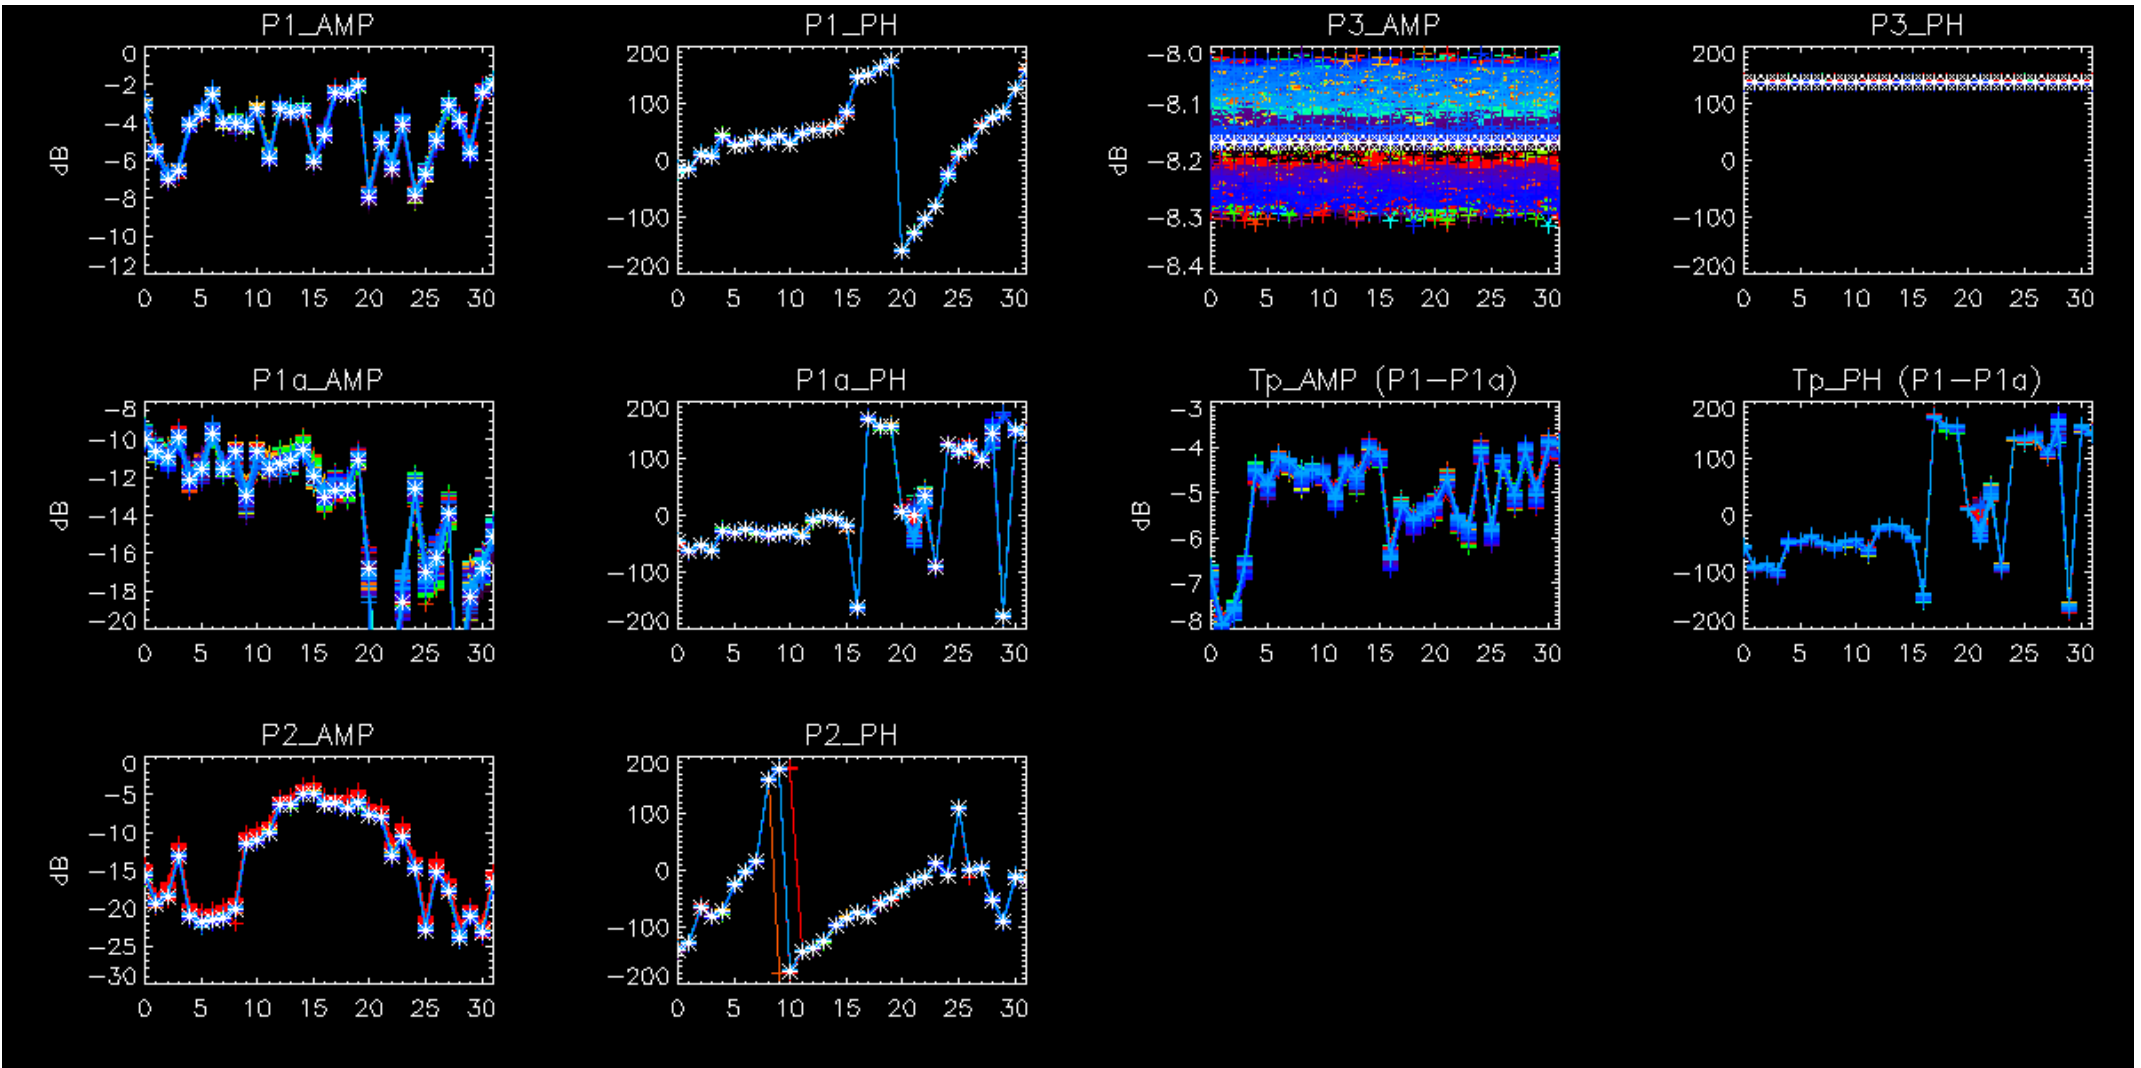 P1_AMP
0
−2
−4
−6
−8
−10
−12
dB
0 5 10 15 20 25 30
P1_PH
200
100
0
−100
−200
0 5 10 15 20 25 30
P3_AMP
−8.0
−8.1
−8.2
−8.3
−8.4
dB
0 5 10 15 20 25 30
P3_PH
200
100
0
−100
−200
0 5 10 15 20 25 30
P1a_AMP
−8
−10
−12
−14
−16
−18
−20
dB
0 5 10 15 20 25 30
P1a_PH
200
100
0
−100
−200
0 5 10 15 20 25 30
Tp_AMP (P1−P1a)
−3
−4
−5
−6
−7
−8
dB
0 5 10 15 20 25 30
Tp_PH (P1−P1a)
200
100
0
−100
−200
0 5 10 15 20 25 30
P2_AMP
0
−5
−10
−15
−20
−25
−30
dB
0 5 10 15 20 25 30
P2_PH
200
100
0
−100
−200
0 5 10 15 20 25 30